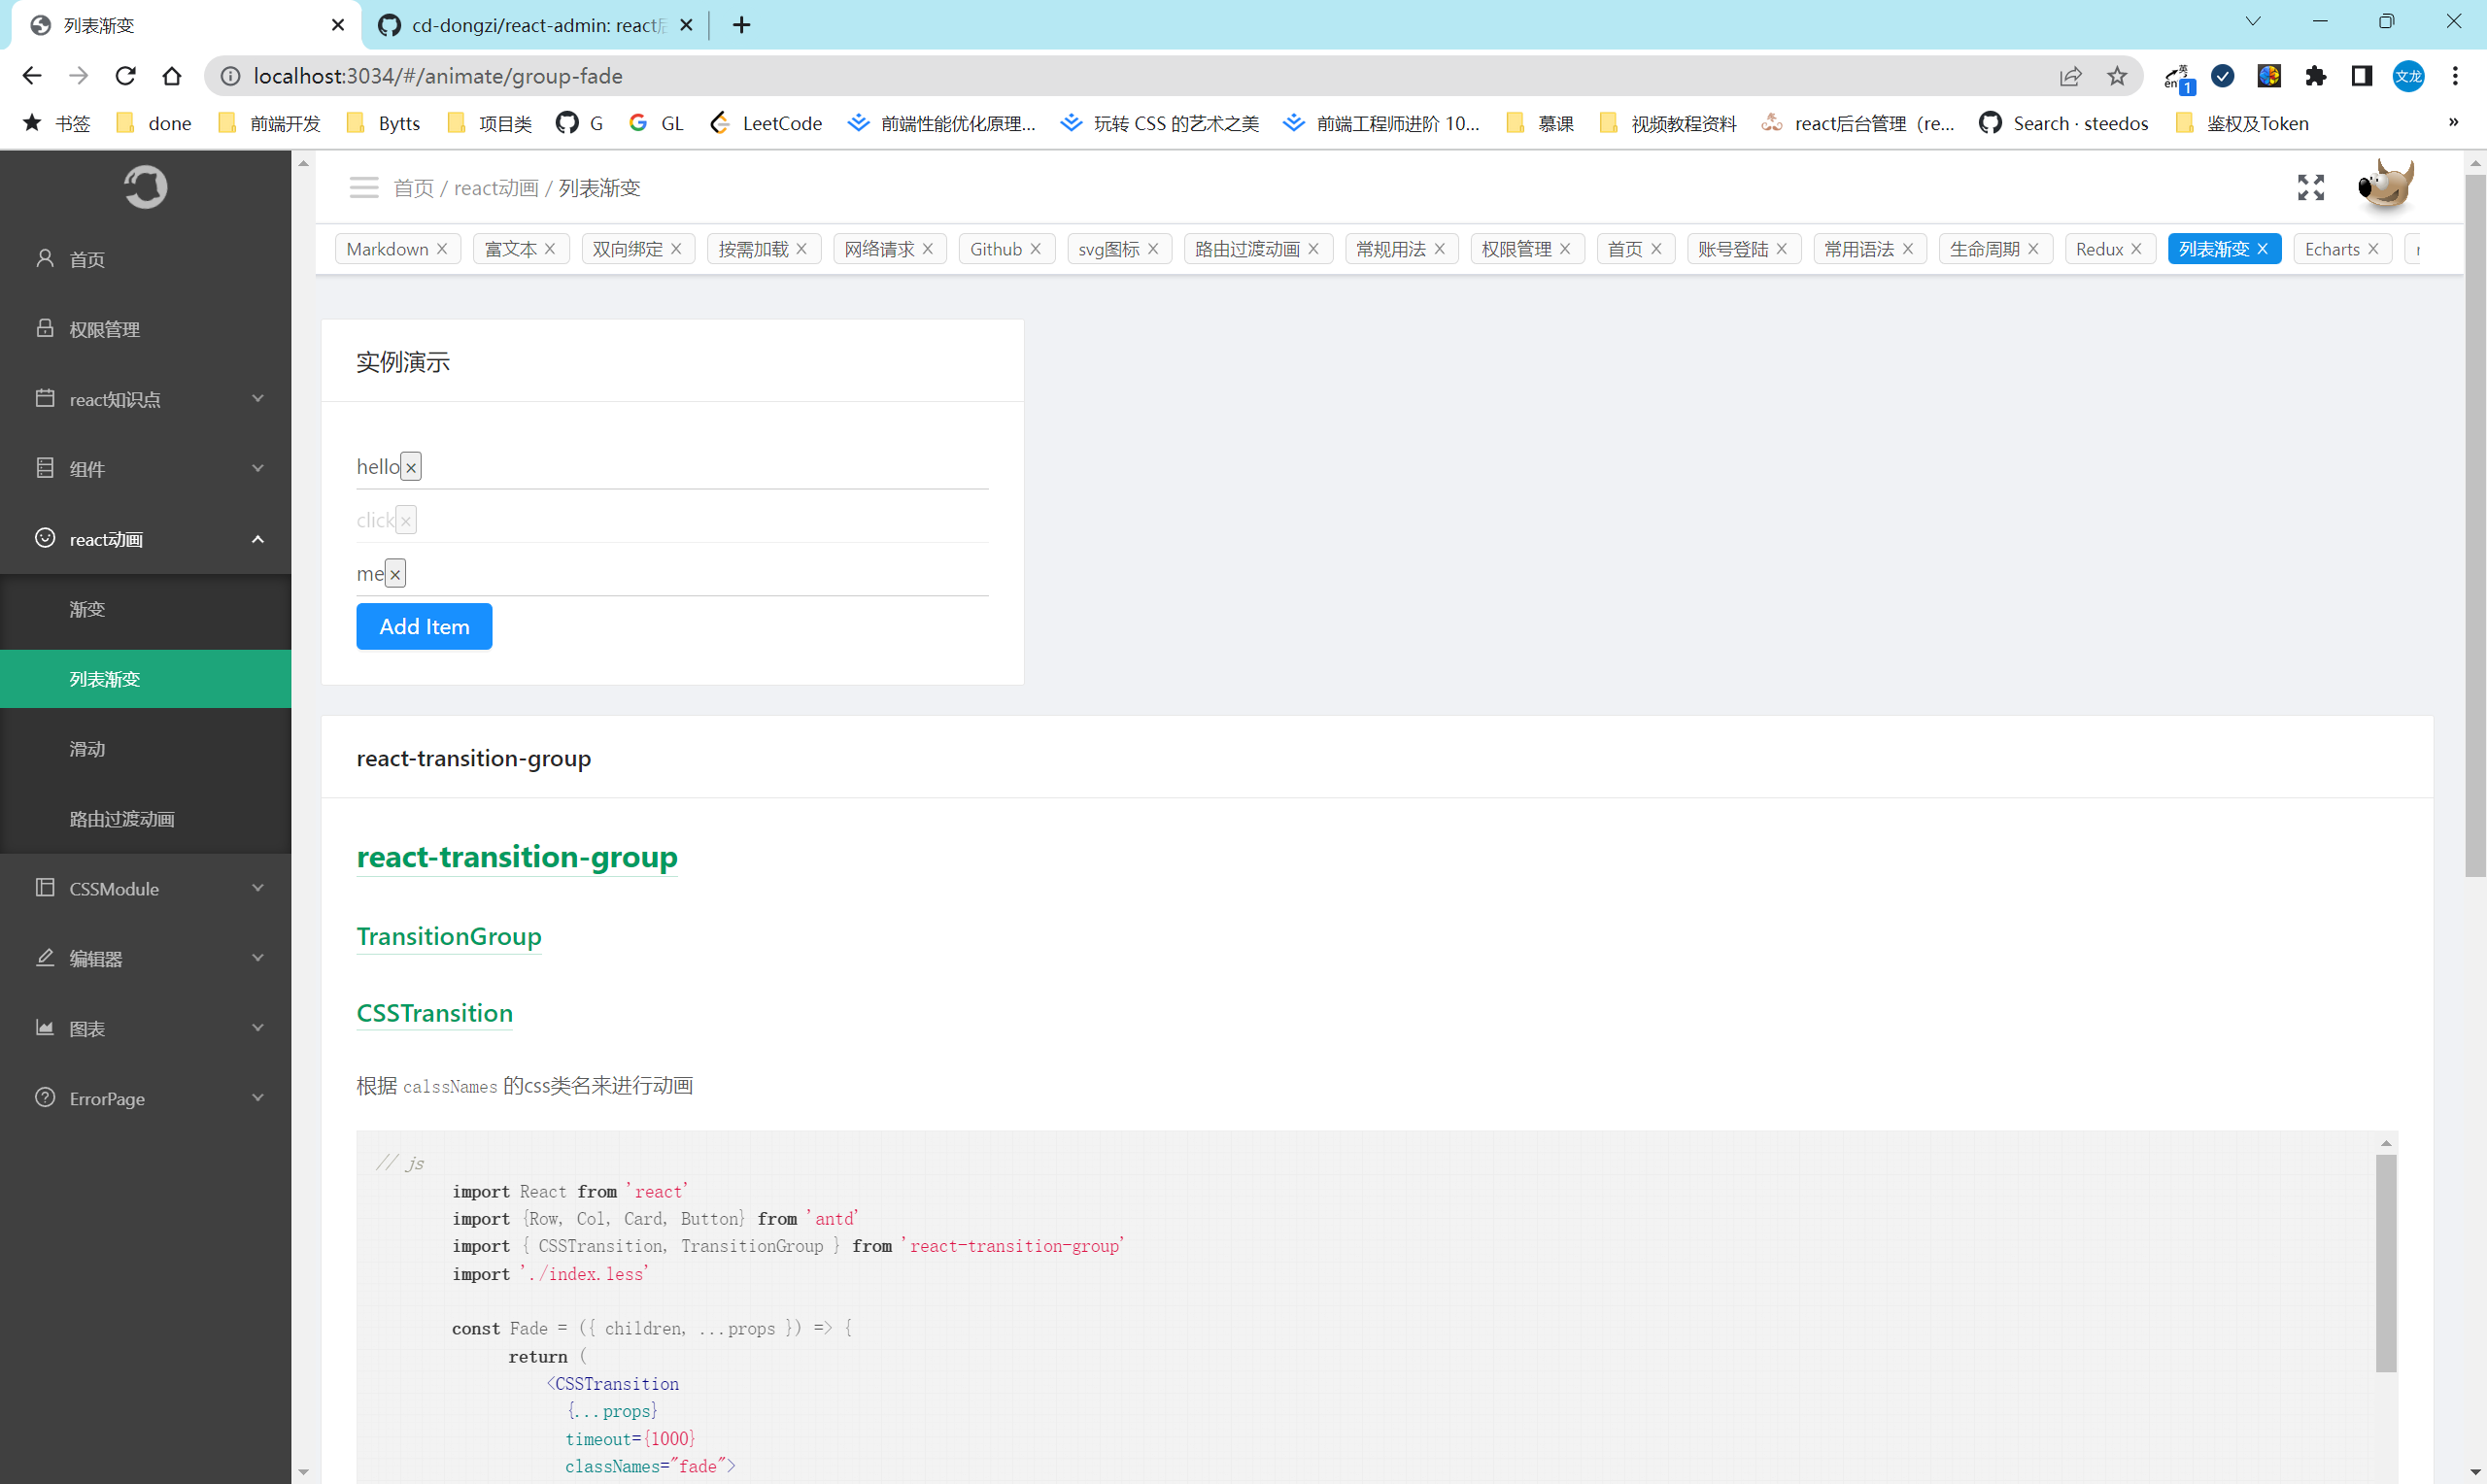 列表渐变
cd-dongzi/react-admin: react后
localhost:3034/#/animate/group-fade
英
en
1
文龙
书签 done 前端开发 Bytts 项目类 G GL LeetCode 前端性能优化原理... 玩转 CSS 的艺术之美 前端工程师进阶 10... 慕课 视频教程资料 react后台管理（re... Search · steedos 鉴权及Token »
首页
权限管理
react知识点
组件
react动画
渐变
列表渐变
滑动
路由过渡动画
CSSModule
编辑器
图表
ErrorPage
首页 / react动画 / 列表渐变
Markdown × 富文本 × 双向绑定 × 按需加载 × 网络请求 × Github × svg图标 × 路由过渡动画 × 常规用法 × 权限管理 × 首页 × 账号登陆 × 常用语法 × 生命周期 × Redux × 列表渐变 × Echarts ×
实例演示
hello×
click×
me×
Add Item
react-transition-group
react-transition-group
TransitionGroup
CSSTransition
根据 calssNames 的css类名来进行动画
// js
import React from 'react'
import {Row, Col, Card, Button} from 'antd'
import { CSSTransition, TransitionGroup } from 'react-transition-group'
import './index.less'
const Fade = ({ children, ...props }) => {
return (
<CSSTransition
{...props}
timeout={1000}
classNames="fade">